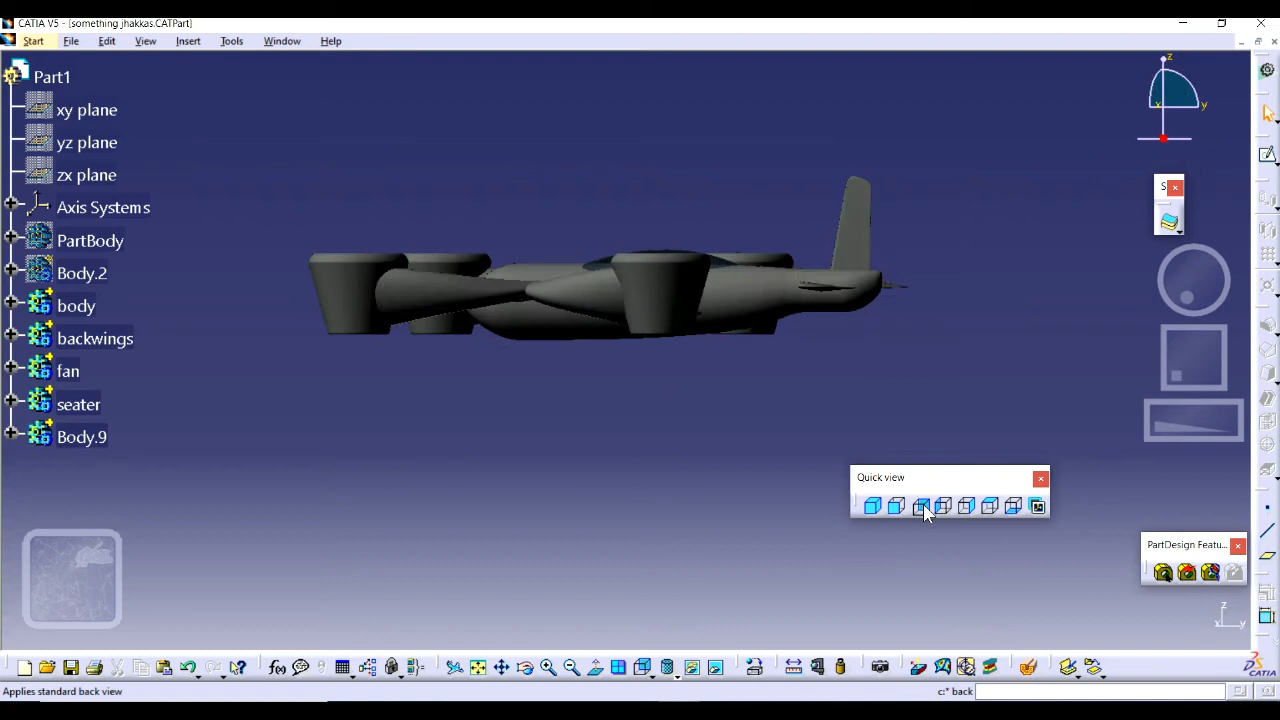 CATIA V5 - [something jhakkas.CATPart]
Start File Edit View Insert Tools Window Help
Part1
xy plane
yz plane
zx plane
Axis Systems
PartBody
Body.2
body
backwings
fan
seater
Body.9
z
x
y
S
Quick view
PartDesign Featu...
z
x
y
f(x)
CATIA
Applies standard back view
c:* back